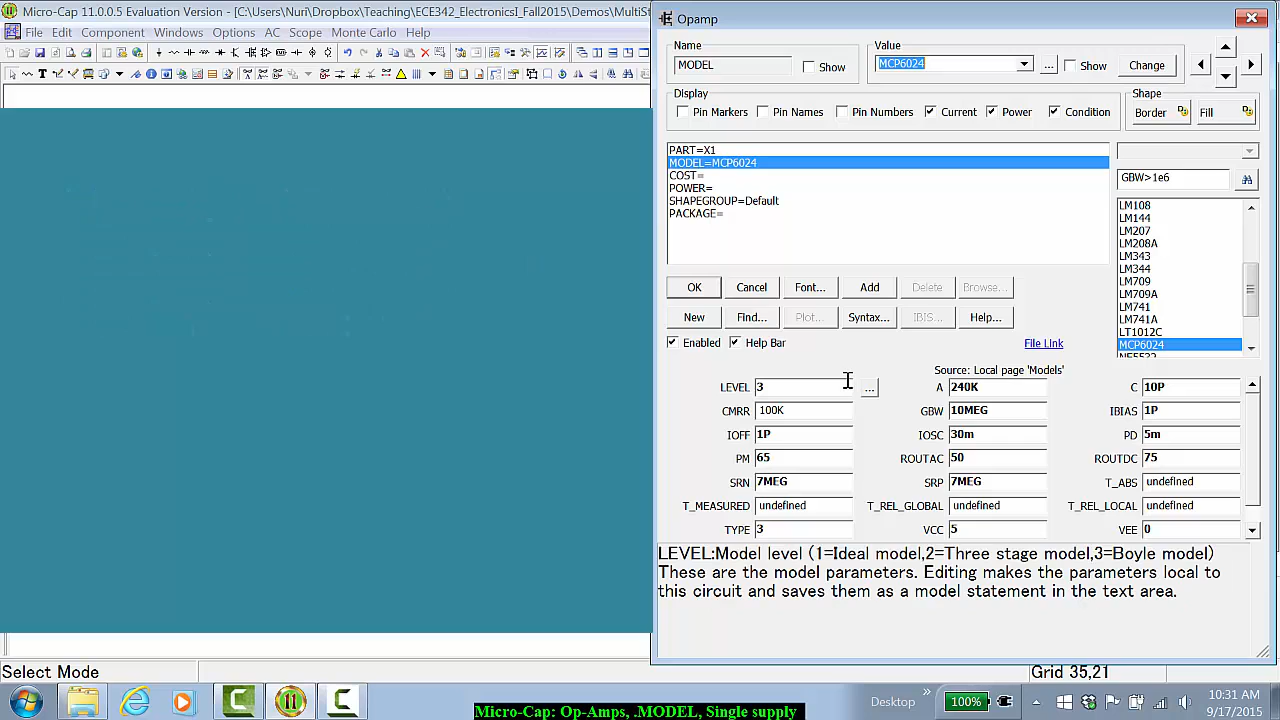 Micro-Cap 11.0.0.5 Evaluation Version - [C:\Users\Nuri\Dropbox\Teaching\ECE342_ElectronicsI_Fall2015\Demos\MultiSt
File Edit Component Windows Options AC Scope Monte Carlo Help
Opamp
Name
MODEL
Show
Value
MCP6024
...
Show
Change
Display
Pin Markers Pin Names Pin Numbers Current Power Condition
Shape
Border Fill
PART=X1
MODEL=MCP6024
COST=
POWER=
SHAPEGROUP=Default
PACKAGE=
GBW>1e6
LM108
LM144
LM207
LM208A
LM343
LM344
LM709
LM709A
LM741
LM741A
LT1012C
MCP6024
NE5532
OK Cancel Font... Add Delete Browse...
New Find... Plot... Syntax... IBIS... Help...
Enabled Help Bar File Link
Source: Local page 'Models'
LEVEL 3 ... A 240K C 10P
CMRR 100K GBW 10MEG IBIAS 1P
IOFF 1P IOSC 30m PD 5m
PM 65 ROUTAC 50 ROUTDC 75
SRN 7MEG SRP 7MEG T_ABS undefined
T_MEASURED undefined T_REL_GLOBAL undefined T_REL_LOCAL undefined
TYPE 3 VCC 5 VEE 0
LEVEL:Model level (1=Ideal model,2=Three stage model,3=Boyle model)
These are the model parameters. Editing makes the parameters local to
this circuit and saves them as a model statement in the text area.
Select Mode
Grid 35,21
Desktop » 100%
10:31 AM
9/17/2015
Micro-Cap: Op-Amps, .MODEL, Single supply